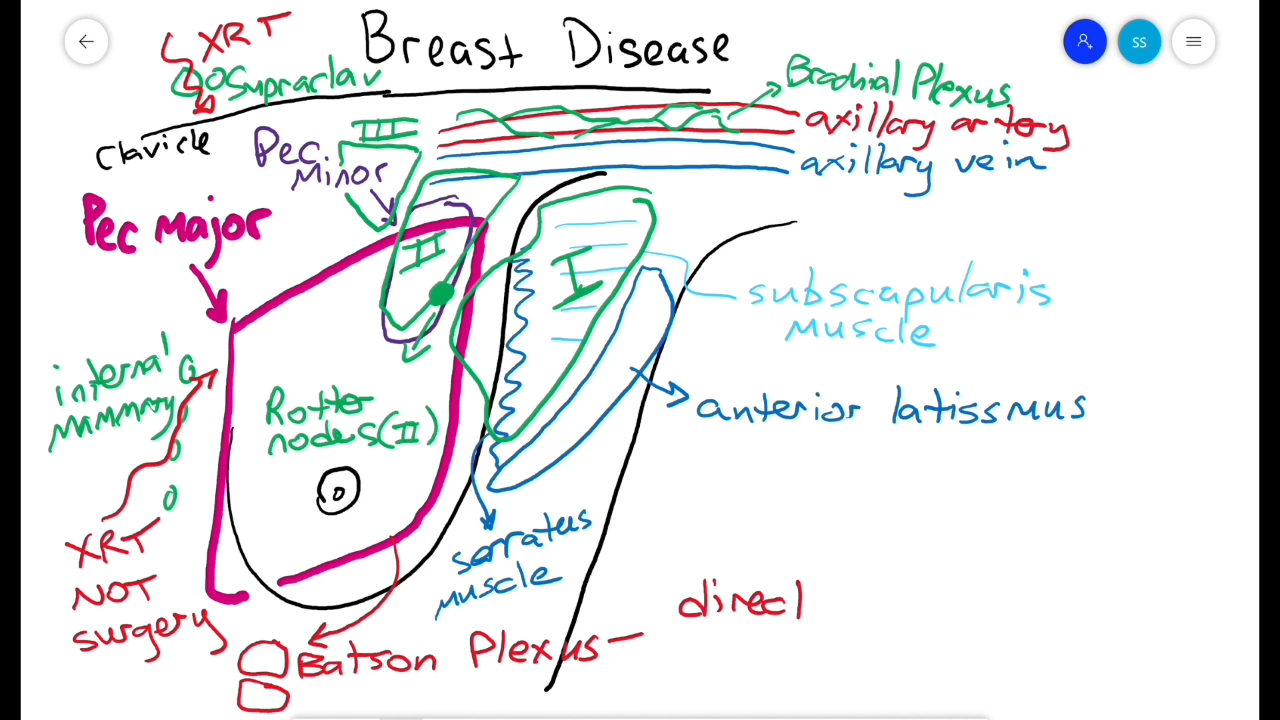 Breast Disease
XRT
Supraclav
Clavicle
III
Pec
Minor
Brachial Plexus
axillary artery
axillary vein
SS
Pec Major
II
I
subscapularis
muscle
internal
mammary
Rotter
nodes (II)
anterior latissmus
serratus
muscle
XRT
NOT
surgery
Batson Plexus -
direct